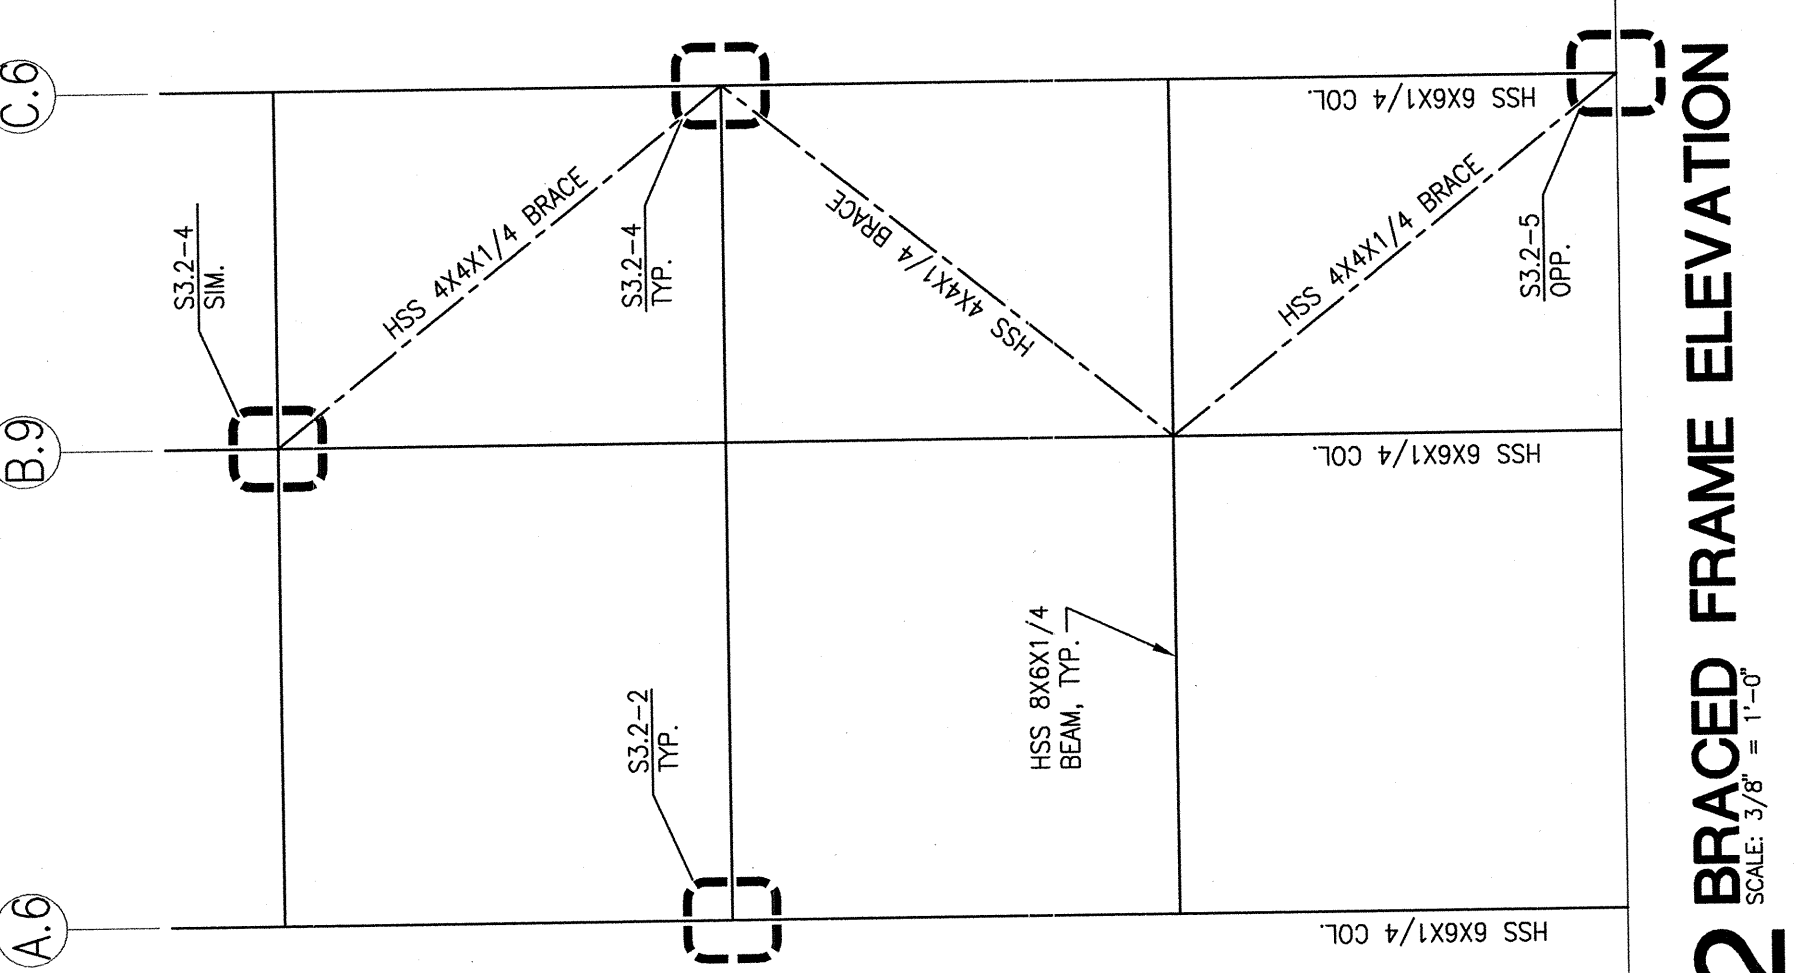 A.6
B.9
C.6
S3.2-4
SIM.
HSS 4X4X1/4 BRACE
S3.2-4
TYP.
S3.2-2
TYP.
HSS 4X4X1/4 BRACE
HSS 8X6X1/4
BEAM, TYP.
HSS 4X4X1/4 BRACE
S3.2-5
OPP.
HSS 6X6X1/4 COL.
HSS 6X6X1/4 COL.
HSS 6X6X1/4 COL.
2 BRACED FRAME ELEVATION
SCALE: 3/8" = 1'-0"